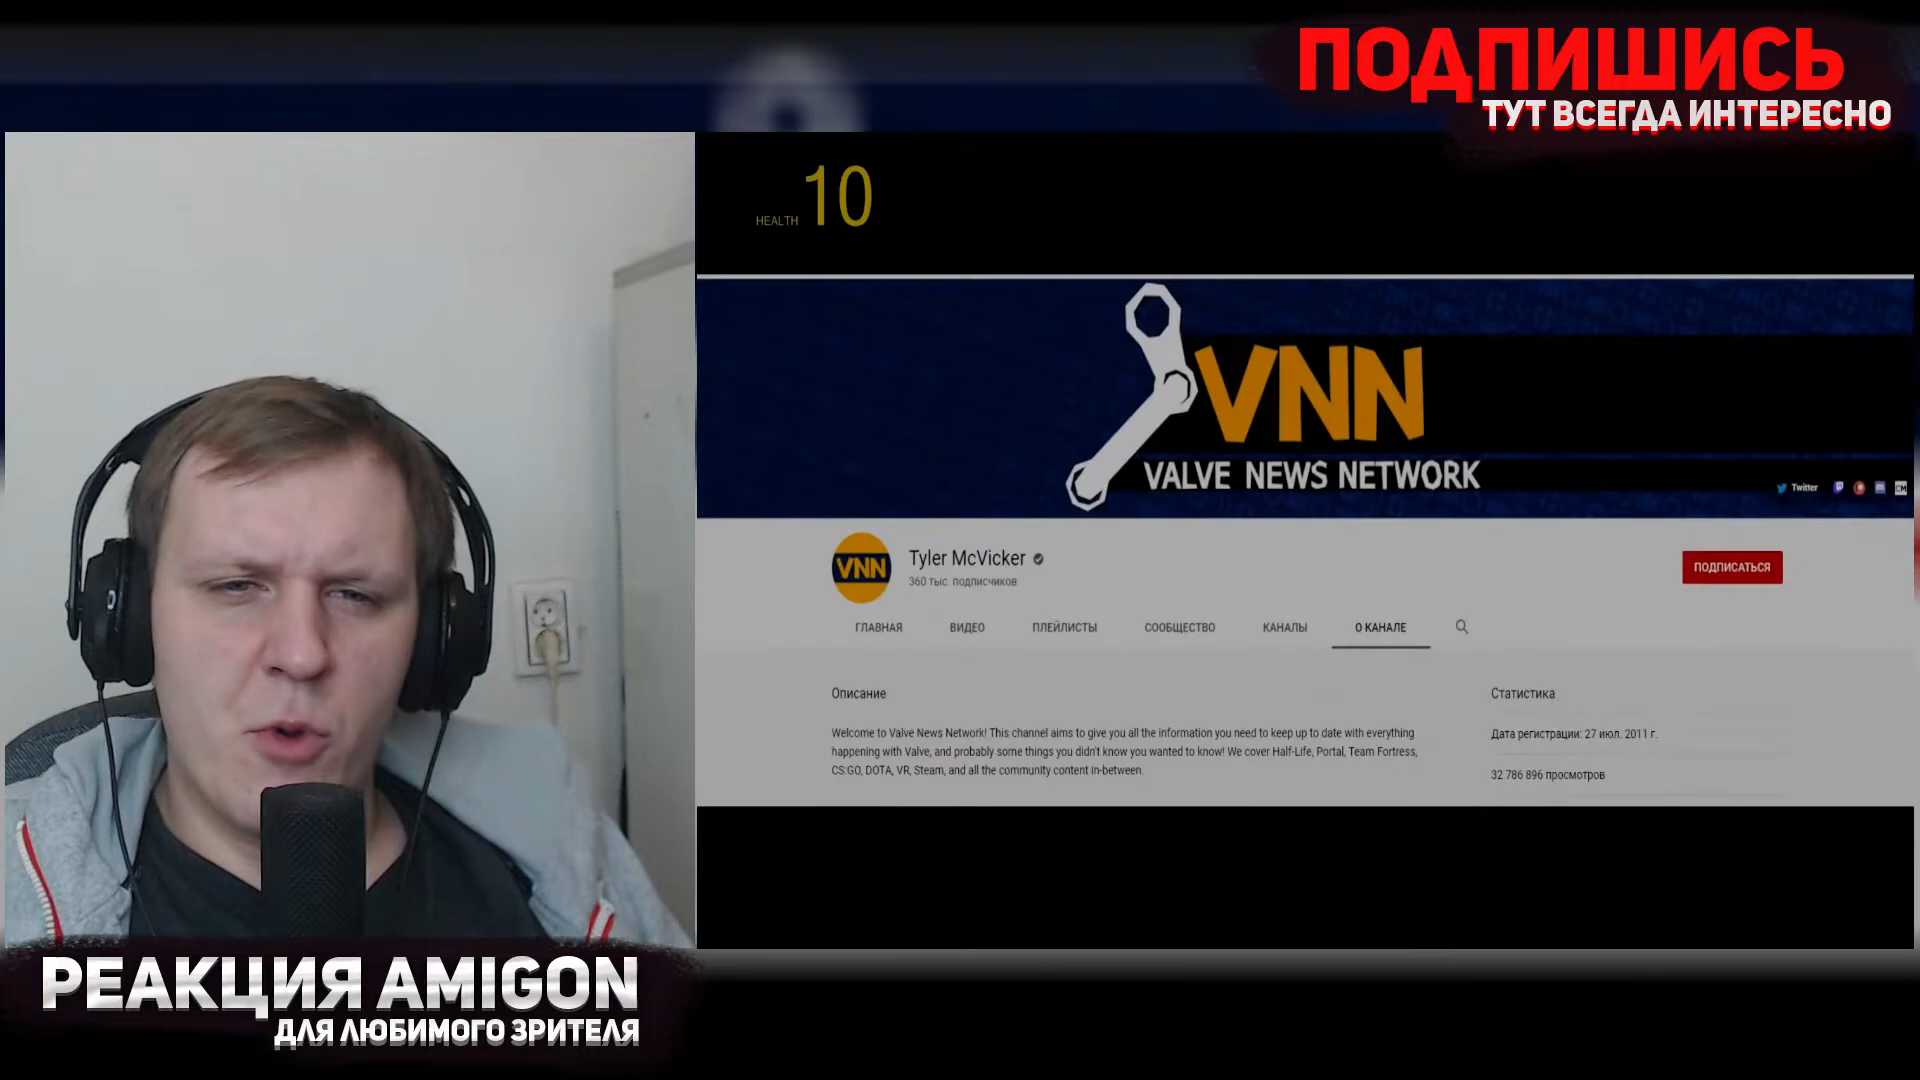 ПОДПИШИСЬ
ТУТ ВСЕГДА ИНТЕРЕСНО
HEALTH 10
VNN
VALVE NEWS NETWORK
Twitter
VNN
Tyler McVicker
360 тыс. подписчиков
ПОДПИСАТЬСЯ
ГЛАВНАЯ ВИДЕО ПЛЕЙЛИСТЫ СООБЩЕСТВО КАНАЛЫ О КАНАЛЕ
Описание
Welcome to Valve News Network! This channel aims to give you all the information you need to keep up to date with everything
happening with Valve, and probably some things you didn't know you wanted to know! We cover Half-Life, Portal, Team Fortress,
CS:GO, DOTA, VR, Steam, and all the community content in-between.
Статистика
Дата регистрации: 27 июл. 2011 г.
32 786 896 просмотров
РЕАКЦИЯ AMIGON
ДЛЯ ЛЮБИМОГО ЗРИТЕЛЯ